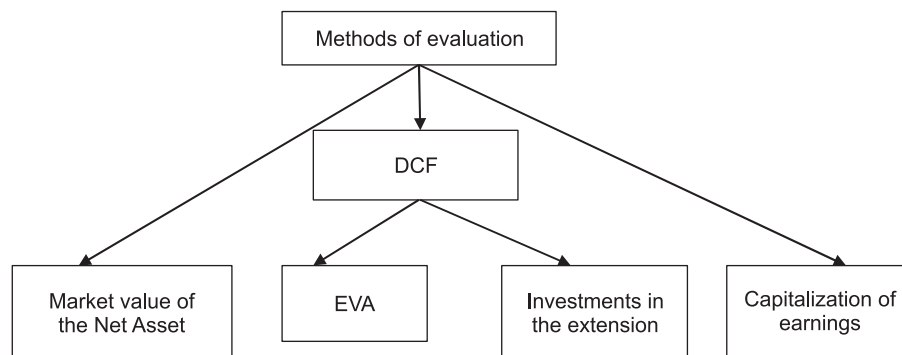 Methods of evaluation
DCF
Market value of
the Net Asset
EVA
Investments in
the extension
Capitalization of
earnings